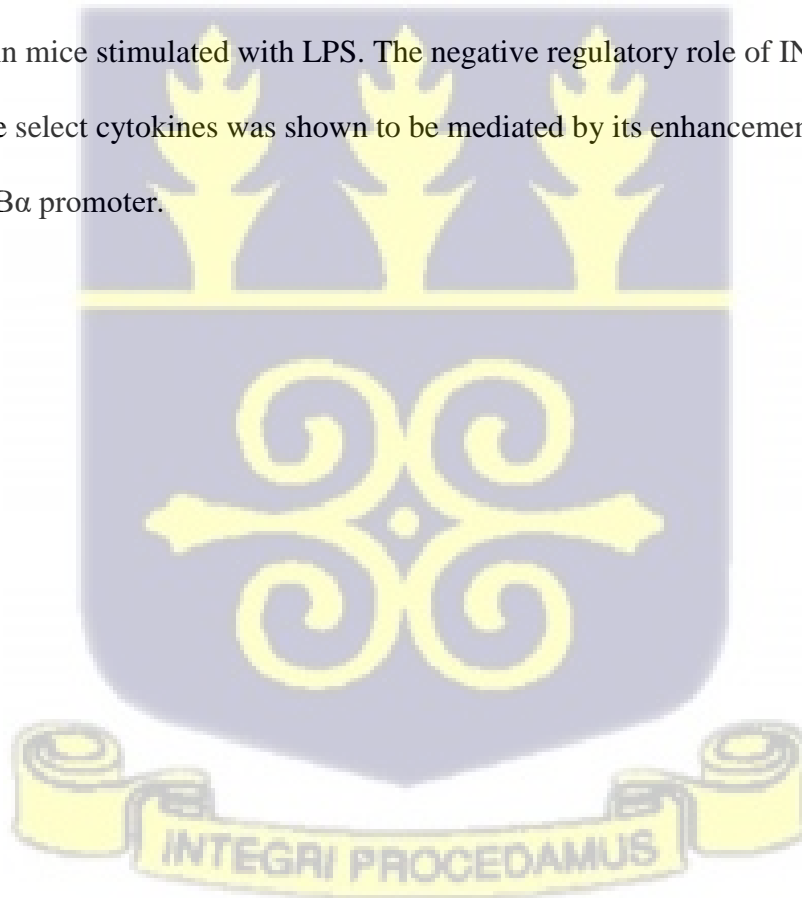 in mice stimulated with LPS. The negative regulatory role of IN
e select cytokines was shown to be mediated by its enhancemen
Bα promoter.
INTEGRI PROCEDAMUS